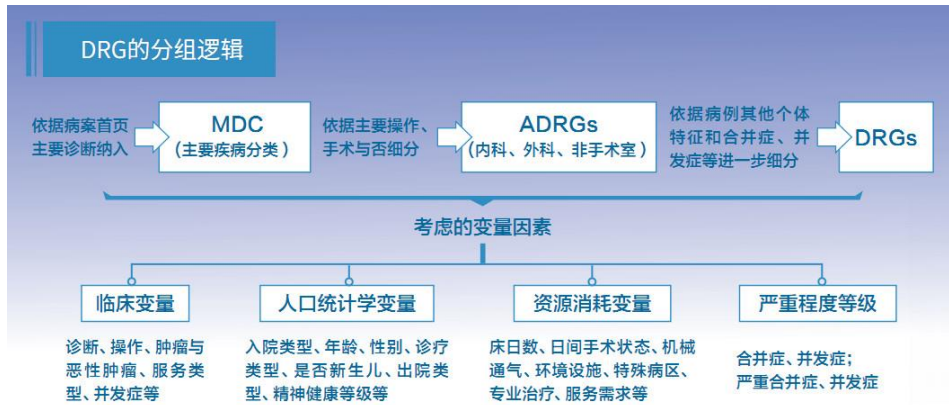 DRG的分组逻辑
依据病案首页
主要诊断纳入
MDC
（主要疾病分类）
依据主要操作、
手术与否细分
ADRGs
（内科、外科、非手术室）
依据病例其他个体
特征和合并症、并
发症等进一步细分
DRGs
考虑的变量因素
临床变量
诊断、操作、肿瘤与
恶性肿瘤、服务类
型、并发症等
人口统计学变量
入院类型、年龄、性别、诊疗
类型、是否新生儿、出院类
型、精神健康等级等
资源消耗变量
床日数、日间手术状态、机械
通气、环境设施、特殊病区、
专业治疗、服务需求等
严重程度等级
合并症、并发症；
严重合并症、并发症